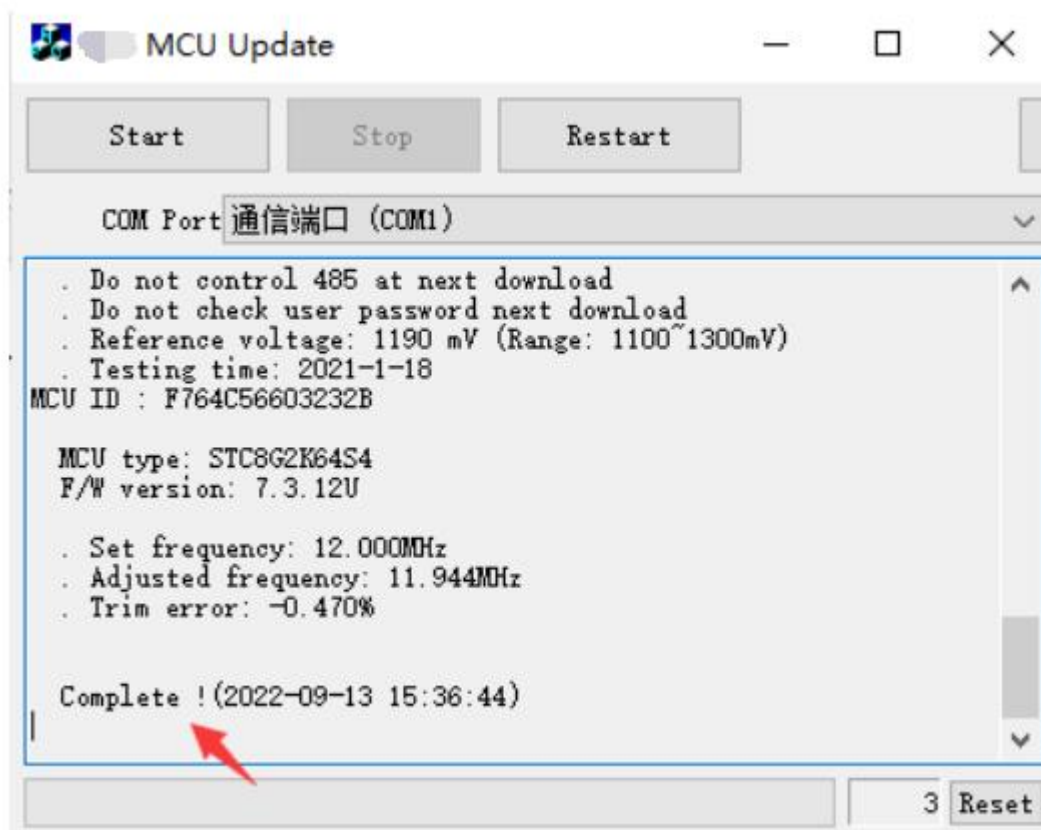 MCU Update
Start Stop Restart
COM Port 通信端口 (COM1)
. Do not control 485 at next download
. Do not check user password next download
. Reference voltage: 1190 mV (Range: 1100~1300mV)
. Testing time: 2021-1-18
MCU ID : F764C56603232B
MCU type: STC8G2K64S4
F/W version: 7.3.12U
. Set frequency: 12.000MHz
. Adjusted frequency: 11.944MHz
. Trim error: -0.470%
Complete !(2022-09-13 15:36:44)
3 Reset